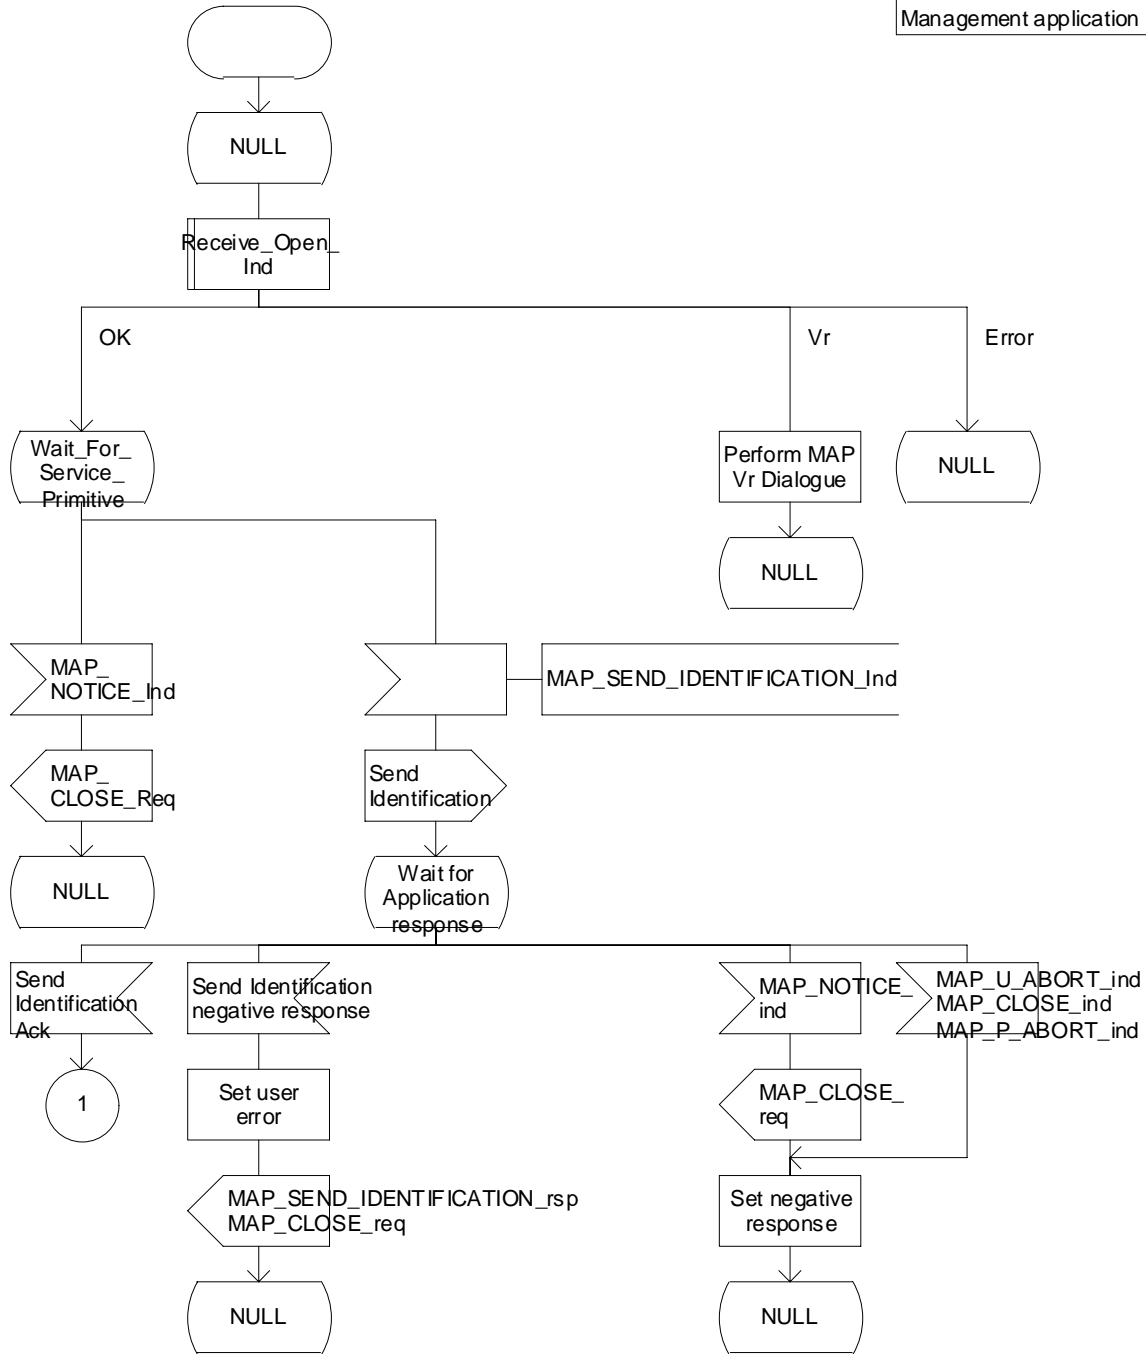 Management application
NULL
Receive_Open_
Ind
OK
Vr
Error
Wait_For_
Service_
Primitive
Perform MAP
Vr Dialogue
NULL
NULL
MAP_
NOTICE_Ind
MAP_SEND_IDENTIFICATION_Ind
MAP_
CLOSE_Req
Send
Identification
NULL
Wait for
Application
response
Send
Identification
Ack
Send Identification
negative response
MAP_NOTICE_
ind
MAP_U_ABORT_ind
MAP_CLOSE_ind
MAP_P_ABORT_ind
1
Set user
error
MAP_CLOSE_
req
MAP_SEND_IDENTIFICATION_rsp
MAP_CLOSE_req
Set negative
response
NULL
NULL